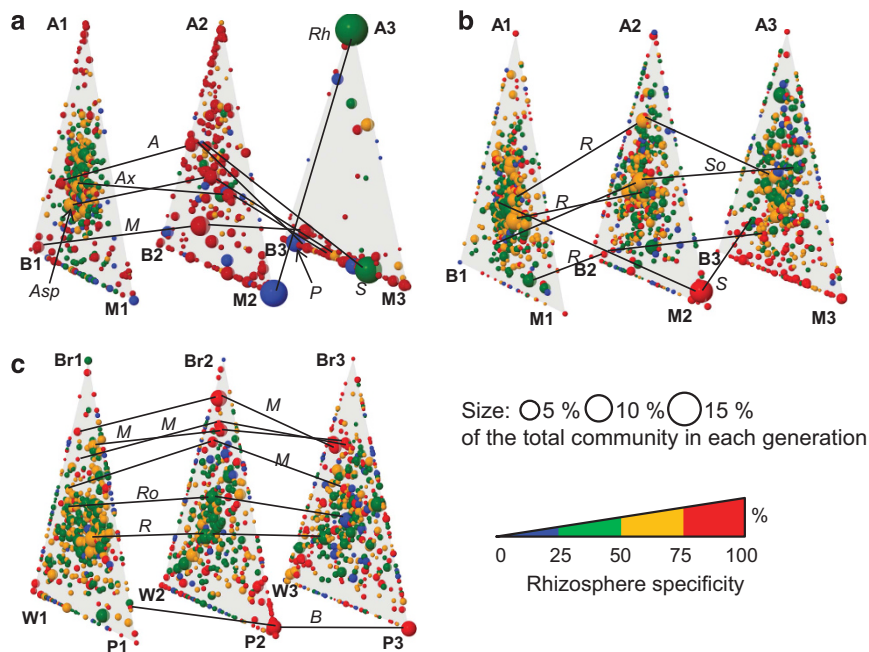 a
A1
A2
A3
Rh
A
Ax
M
B1
B2
B3
Asp
M1
M2
P
S
M3
b
A1
A2
A3
R
So
R
R
B1
B2
B3
S
M1
M2
M3
c
Br1
Br2
Br3
M
M
M
M
Ro
R
W1
W2
W3
B
P1
P2
P3
Size: 5 % 10 % 15 %
of the total community in each generation
%
0 25 50 75 100
Rhizosphere specificity